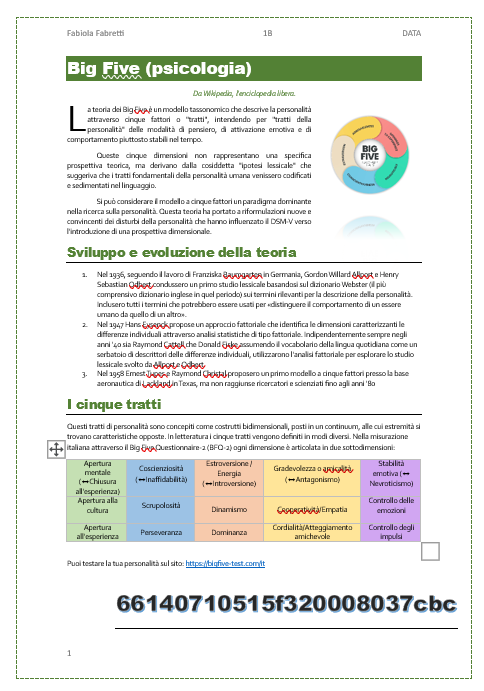 Fabiola Fabretti 1B DATA
Big Five (psicologia)
Da Wikipedia, l'enciclopedia libera.
La teoria dei Big Five è un modello tassonomico che descrive la personalità
attraverso cinque fattori o "tratti", intendendo per "tratti della
personalità" delle modalità di pensiero, di attivazione emotiva e di
comportamento piuttosto stabili nel tempo.
Queste cinque dimensioni non rappresentano una specifica
prospettiva teorica, ma derivano dalla cosiddetta "ipotesi lessicale" che
suggeriva che i tratti fondamentali della personalità umana venissero codificati
e sedimentati nel linguaggio.
Si può considerare il modello a cinque fattori un paradigma dominante
nella ricerca sulla personalità. Questa teoria ha portato a riformulazioni nuove e
convincenti dei disturbi della personalità che hanno influenzato il DSM-V verso
l'introduzione di una prospettiva dimensionale.
BIG
FIVE
Sviluppo e evoluzione della teoria
1. Nel 1936, seguendo il lavoro di Franziska Baumgarten in Germania, Gordon Willard Allport e Henry
Sebastian Odbert condussero un primo studio lessicale basandosi sul dizionario Webster (il più
comprensivo dizionario inglese in quel periodo) sui termini rilevanti per la descrizione della personalità.
Inclusero tutti i termini che potrebbero essere usati per «distinguere il comportamento di un essere
umano da quello di un altro».
2. Nel 1947 Hans Eysenck propose un approccio fattoriale che identifica le dimensioni caratterizzanti le
differenze individuali attraverso analisi statistiche di tipo fattoriale. Indipendentemente sempre negli
anni '40 sia Raymond Cattell che Donald Fiske assumendo il vocabolario della lingua quotidiana come un
serbatoio di descrittori delle differenze individuali, utilizzarono l'analisi fattoriale per esplorare lo studio
lessicale svolto da Allport e Odbert.
3. Nel 1958 Ernest Tupes e Raymond Christal proposero un primo modello a cinque fattori presso la base
aeronautica di Lackland in Texas, ma non raggiunse ricercatori e scienziati fino agli anni '80
I cinque tratti
Questi tratti di personalità sono concepiti come costrutti bidimensionali, posti in un continuum, alle cui estremità si
trovano caratteristiche opposte. In letteratura i cinque tratti vengono definiti in modi diversi. Nella misurazione
italiana attraverso il Big Five Questionnaire-2 (BFQ-2) ogni dimensione è articolata in due sottodimensioni:
Apertura mentale (↔Chiusura all'esperienza) Coscienziosità (↔Inaffidabilità) Estroversione / Energia (↔Introversione) Gradevolezza o amicalità (↔Antagonismo) Stabilità emotiva (↔ Nevroticismo)
Apertura alla cultura Scrupolosità Dinamismo Cooperatività/Empatia Controllo delle emozioni
Apertura all'esperienza Perseveranza Dominanza Cordialità/Atteggiamento amichevole Controllo degli impulsi
Puoi testare la tua personalità sul sito: https://bigfive-test.com/it
66140710515f320008037cbc
1